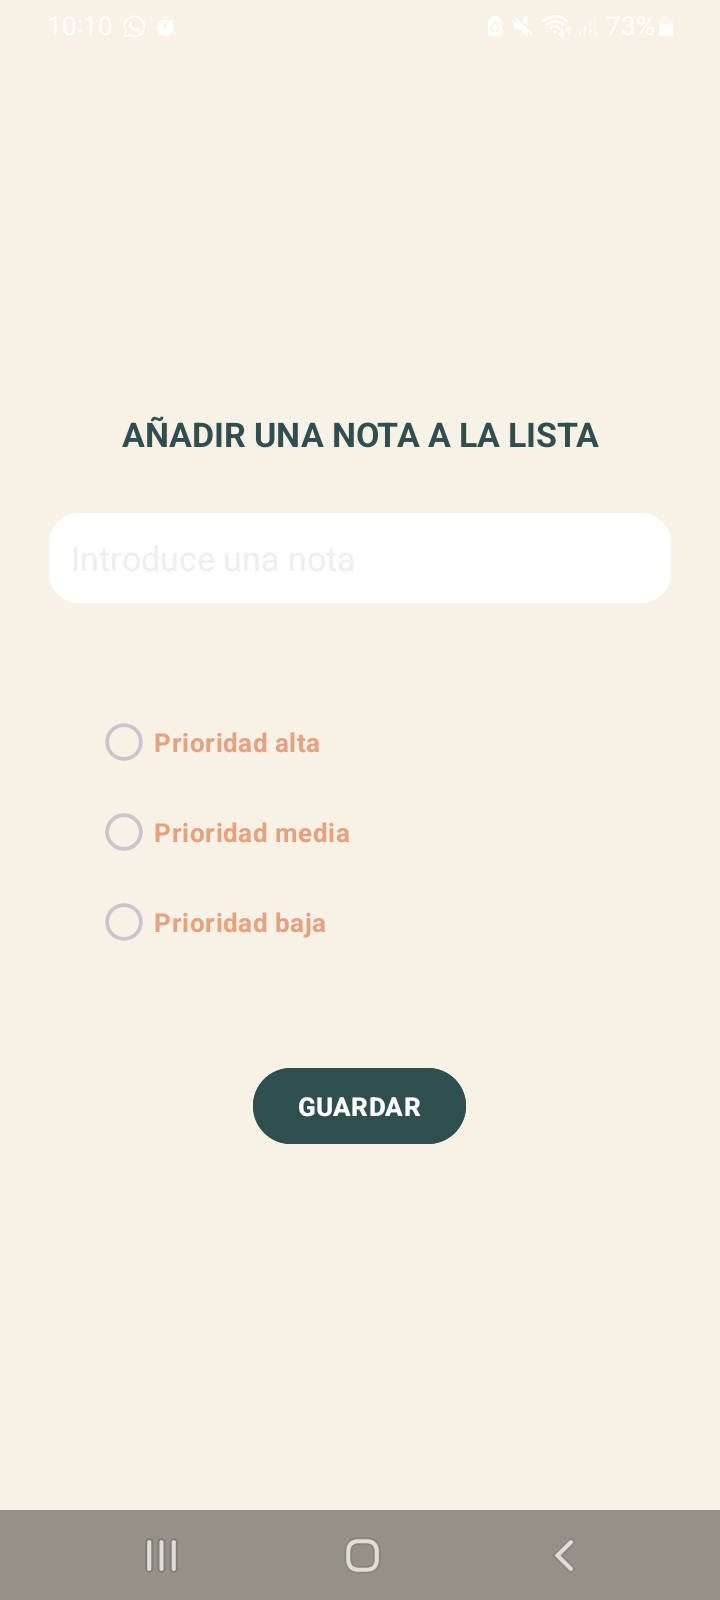 10:10
73%
AÑADIR UNA NOTA A LA LISTA
Introduce una nota
Prioridad alta
Prioridad media
Prioridad baja
GUARDAR